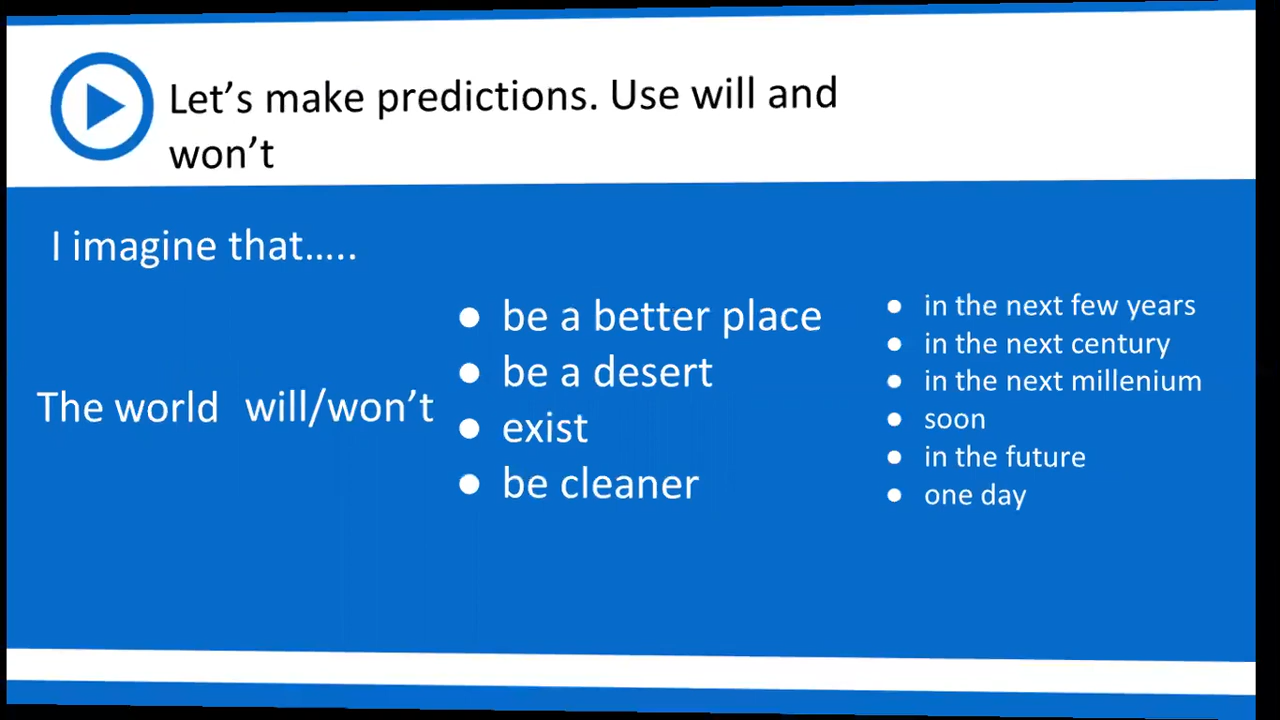 Let's make predictions. Use will and
won't
I imagine that.....
The world will/won't
● be a better place
● be a desert
● exist
● be cleaner
● in the next few years
● in the next century
● in the next millenium
● soon
● in the future
● one day